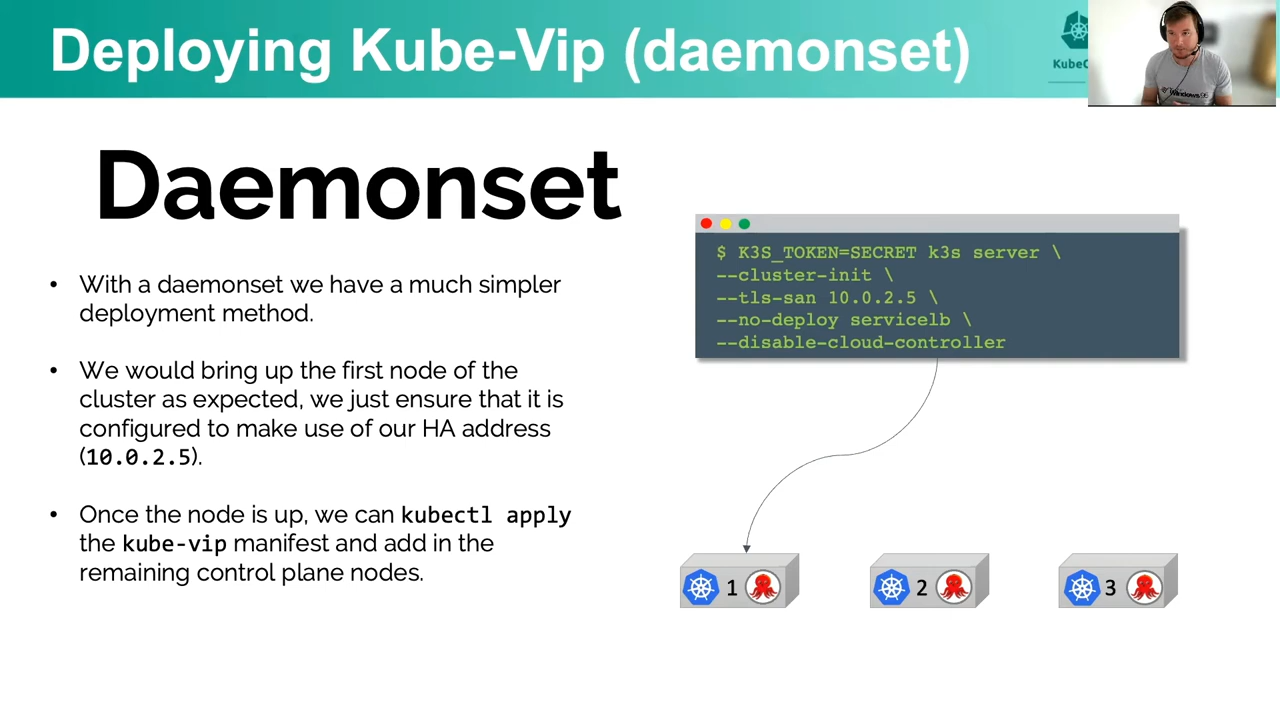 Deploying Kube-Vip (daemonset)
Daemonset
• With a daemonset we have a much simpler
deployment method.
• We would bring up the first node of the
cluster as expected, we just ensure that it is
configured to make use of our HA address
(10.0.2.5).
• Once the node is up, we can kubectl apply
the kube-vip manifest and add in the
remaining control plane nodes.
$ K3S_TOKEN=SECRET k3s server \
--cluster-init \
--tls-san 10.0.2.5 \
--no-deploy servicelb \
--disable-cloud-controller
1
2
3